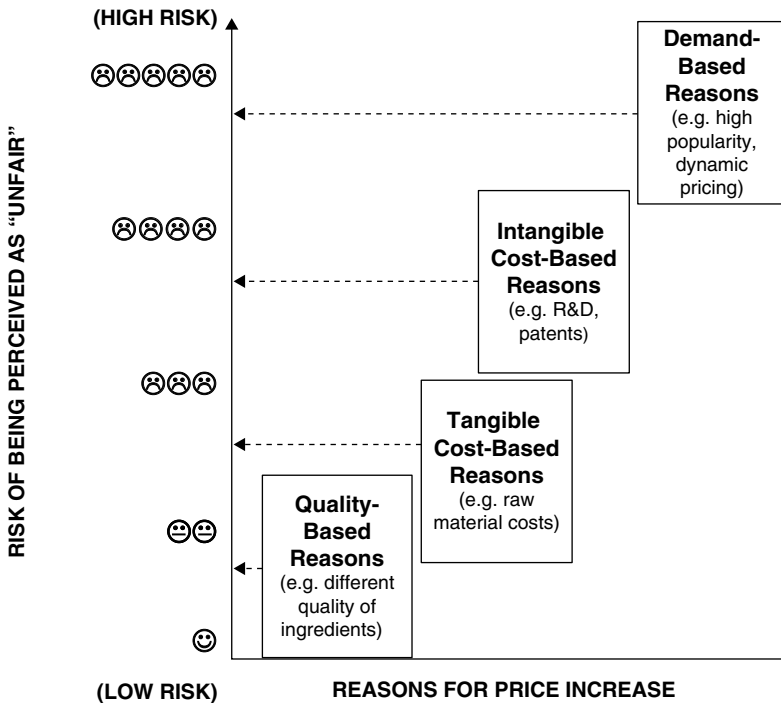 (HIGH RISK)
RISK OF BEING PERCEIVED AS “UNFAIR”
Demand-
Based
Reasons
(e.g. high
popularity,
dynamic
pricing)
Intangible
Cost-Based
Reasons
(e.g. R&D,
patents)
Tangible
Cost-Based
Reasons
(e.g. raw
material costs)
Quality-
Based
Reasons
(e.g. different
quality of
ingredients)
(LOW RISK)
REASONS FOR PRICE INCREASE